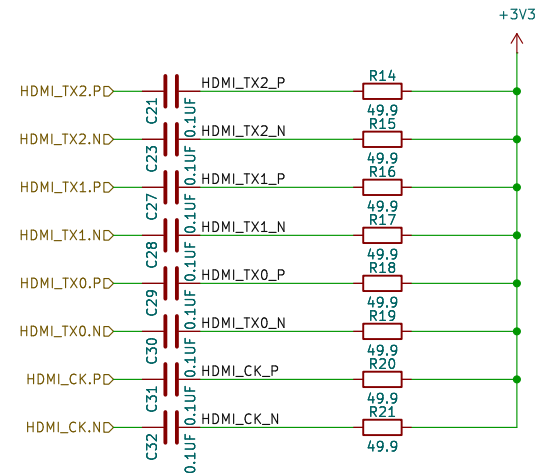 +3V3
HDMI_TX2.P C21 0.1UF HDMI_TX2_P R14 49.9
HDMI_TX2.N C23 0.1UF HDMI_TX2_N R15 49.9
HDMI_TX1.P C27 0.1UF HDMI_TX1_P R16 49.9
HDMI_TX1.N C28 0.1UF HDMI_TX1_N R17 49.9
HDMI_TX0.P C29 0.1UF HDMI_TX0_P R18 49.9
HDMI_TX0.N C30 0.1UF HDMI_TX0_N R19 49.9
HDMI_CK.P C31 0.1UF HDMI_CK_P R20 49.9
HDMI_CK.N C32 0.1UF HDMI_CK_N R21 49.9